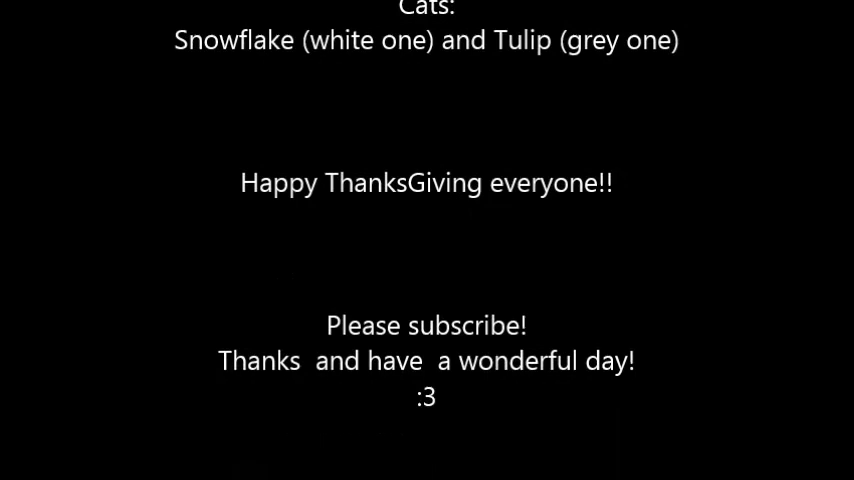 Cats:
Snowflake (white one) and Tulip (grey one)
Happy ThanksGiving everyone!!
Please subscribe!
Thanks  and have  a wonderful day!
:3